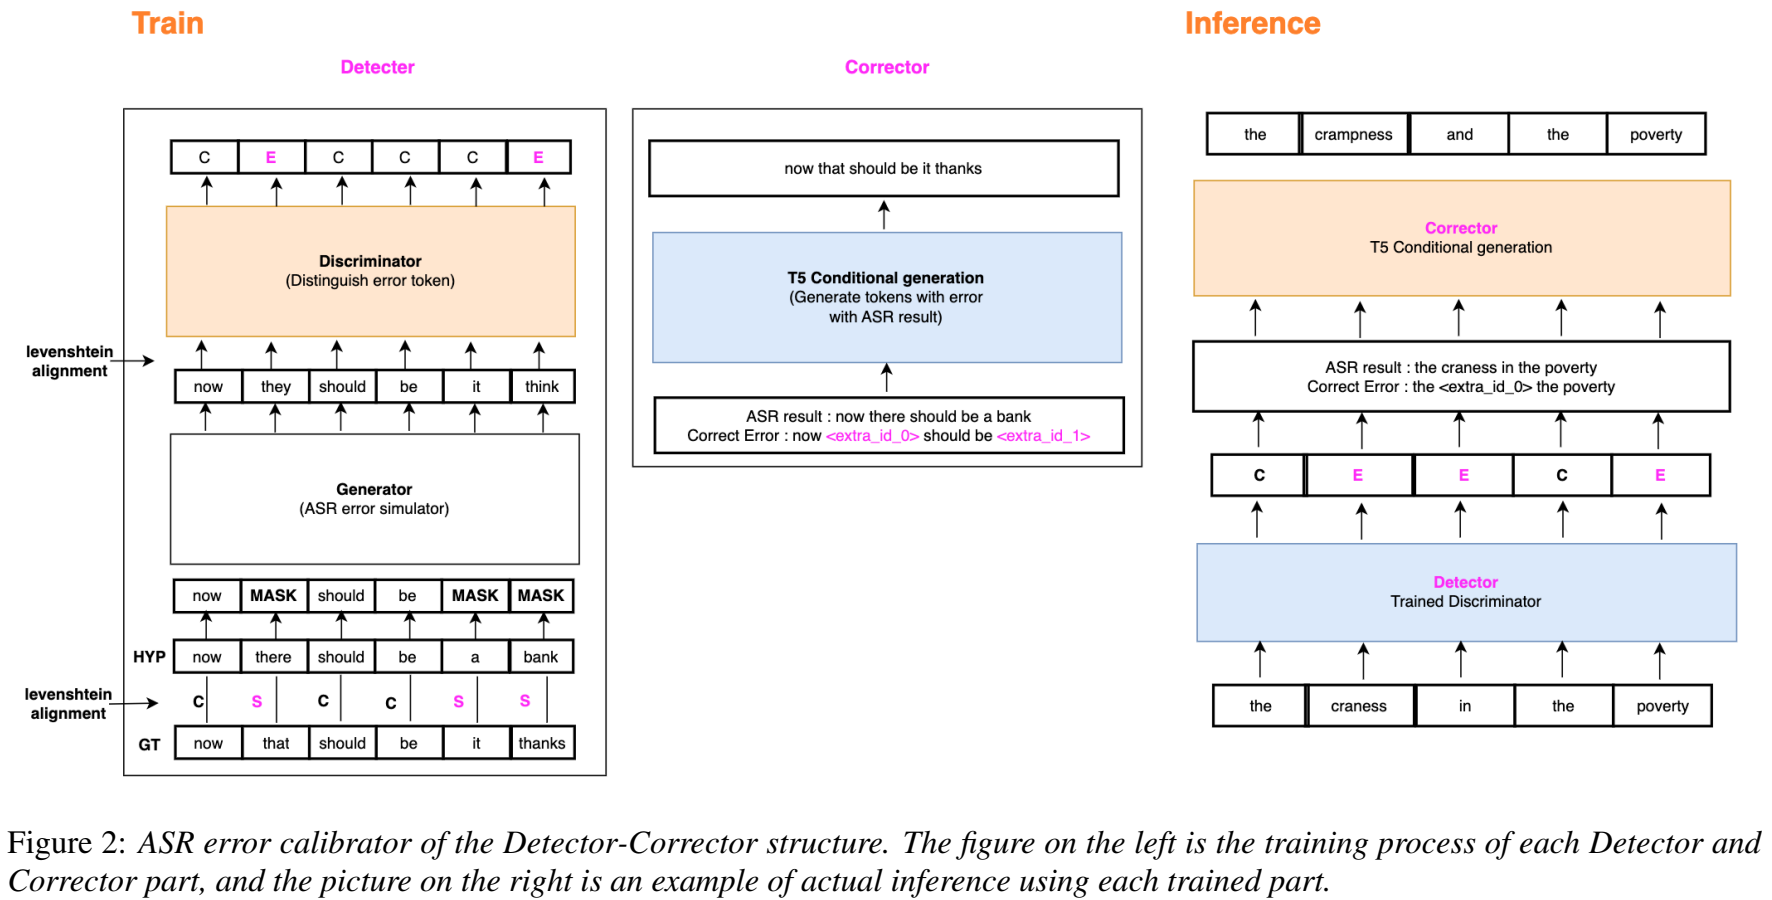 Train
Inference
Detecter
Corrector
C E C C C E
Discriminator
(Distinguish error token)
levenshtein
alignment
now they should be it think
Generator
(ASR error simulator)
now MASK should be MASK MASK
HYP now there should be a bank
levenshtein
alignment
C S C C S S
GT now that should be it thanks
now that should be it thanks
T5 Conditional generation
(Generate tokens with error
with ASR result)
ASR result : now there should be a bank
Correct Error : now <extra_id_0> should be <extra_id_1>
the crampness and the poverty
Corrector
T5 Conditional generation
ASR result : the craness in the poverty
Correct Error : the <extra_id_0> the poverty
C E E C E
Detector
Trained Discriminator
the craness in the poverty
Figure 2: ASR error calibrator of the Detector-Corrector structure. The figure on the left is the training process of each Detector and
Corrector part, and the picture on the right is an example of actual inference using each trained part.